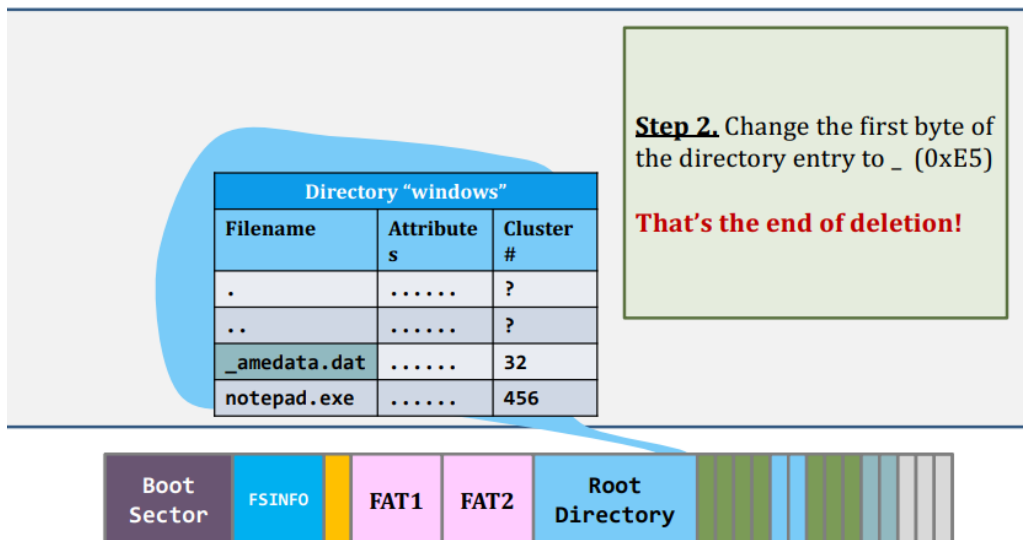 Step 2. Change the first byte of
the directory entry to _ (0xE5)
That's the end of deletion!
Directory “windows”
Filename Attribute Cluster
s #
. ...... ?
.. ...... ?
_amedata.dat ...... 32
notepad.exe ...... 456
Boot FSINFO FAT1 FAT2 Root
Sector Directory